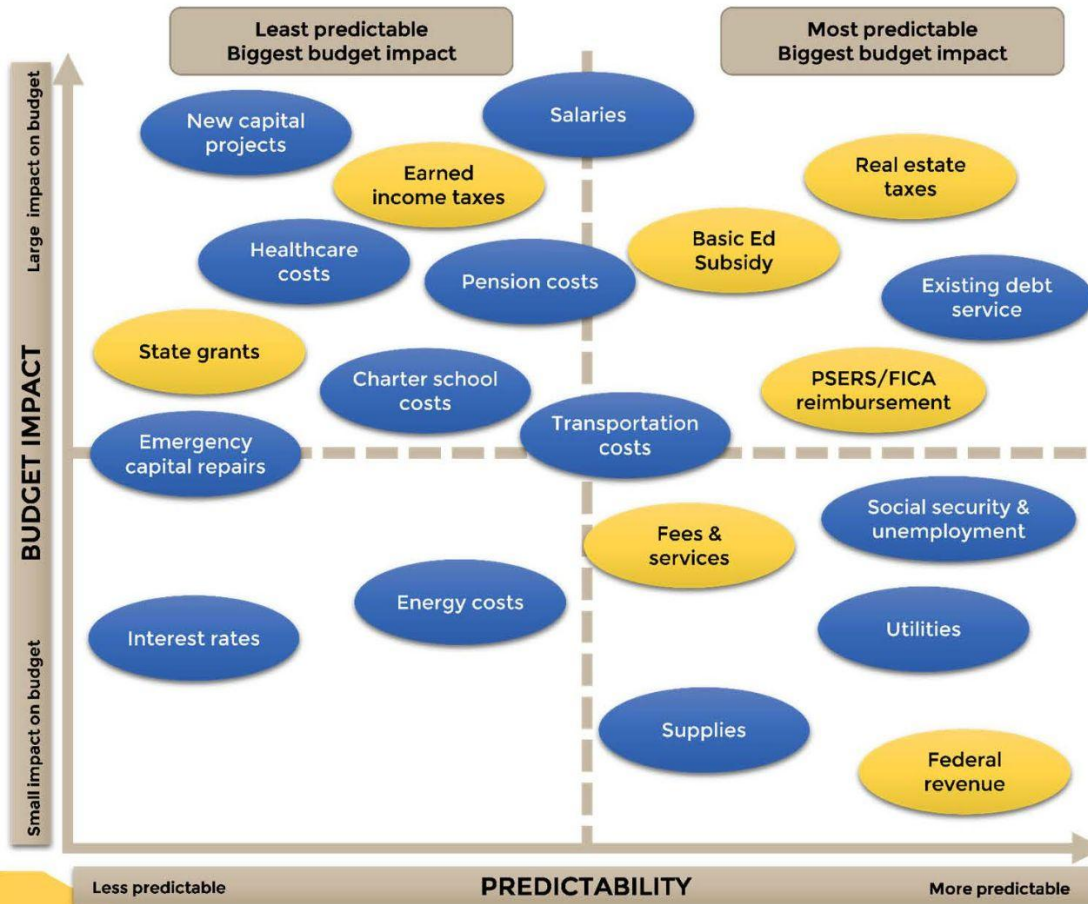 Least predictable
Biggest budget impact
Most predictable
Biggest budget impact
Large impact on budget
BUDGET IMPACT
Small impact on budget
New capital
projects
Salaries
Earned
income taxes
Real estate
taxes
Healthcare
costs
Pension costs
Basic Ed
Subsidy
Existing debt
service
State grants
Charter school
costs
PSERS/FICA
reimbursement
Emergency
capital repairs
Transportation
costs
Fees &
services
Social security &
unemployment
Energy costs
Interest rates
Utilities
Supplies
Federal
revenue
Less predictable
PREDICTABILITY
More predictable